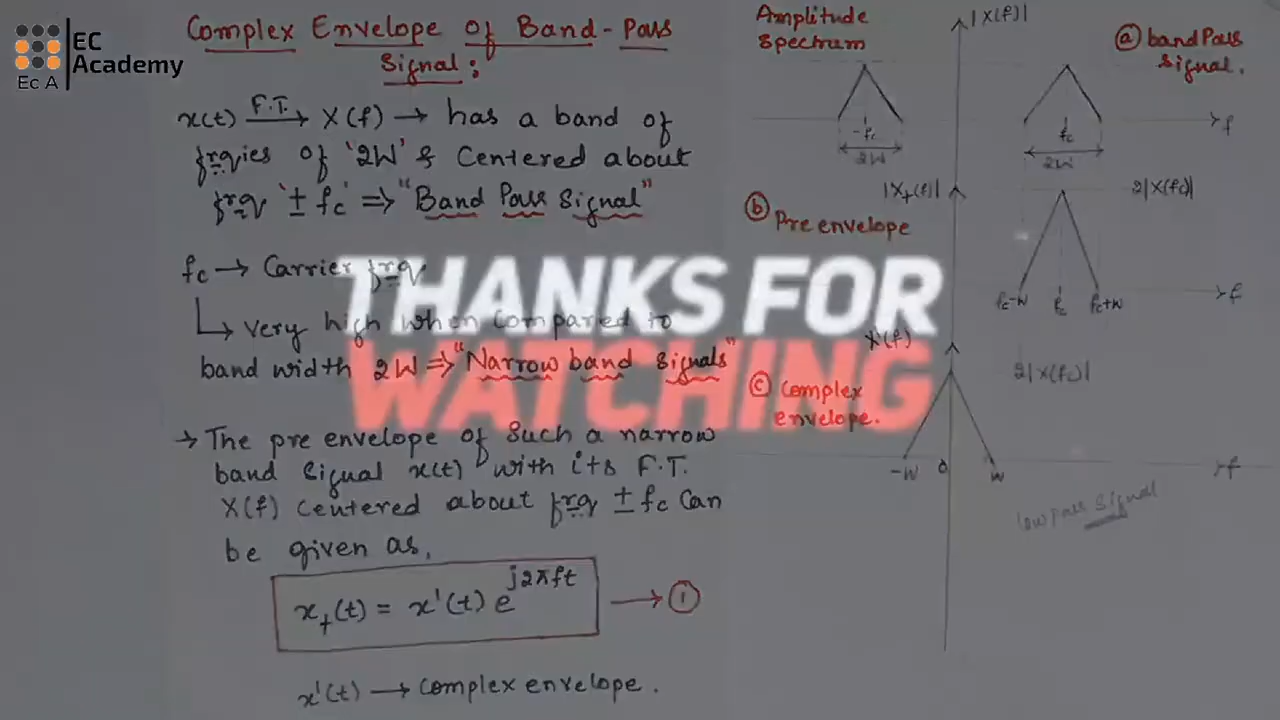 EC
Academy
Ec A
Complex Envelope of Band-Pass
Signal:
x(t) F.T. → X(f) → has a band of
frqies of '2W' & Centered about
frq '± fc' => "Band Pass Signal"
fc → Carrier frq
↳ very high when compared to
band width 2W => "Narrow band signals"
→ The pre envelope of Such a narrow
band signal x(t) with its F.T.
X(f) centered about frq ± fc Can
be given as,
x+(t) = x'(t) e^j2πft → ①
x'(t) → complex envelope.
Amplitude
Spectrum
|X(f)|
ⓐ bandPass
signal.
-fc
fc
f
2W
2W
|X+(f)|
2|X(fc)|
ⓑ Pre envelope
fc-W
fc
fc+W
f
X'(f)
2|X(fc)|
ⓒ complex
envelope.
-W
0
W
f
low pass signal
THANKS FOR
WATCHING